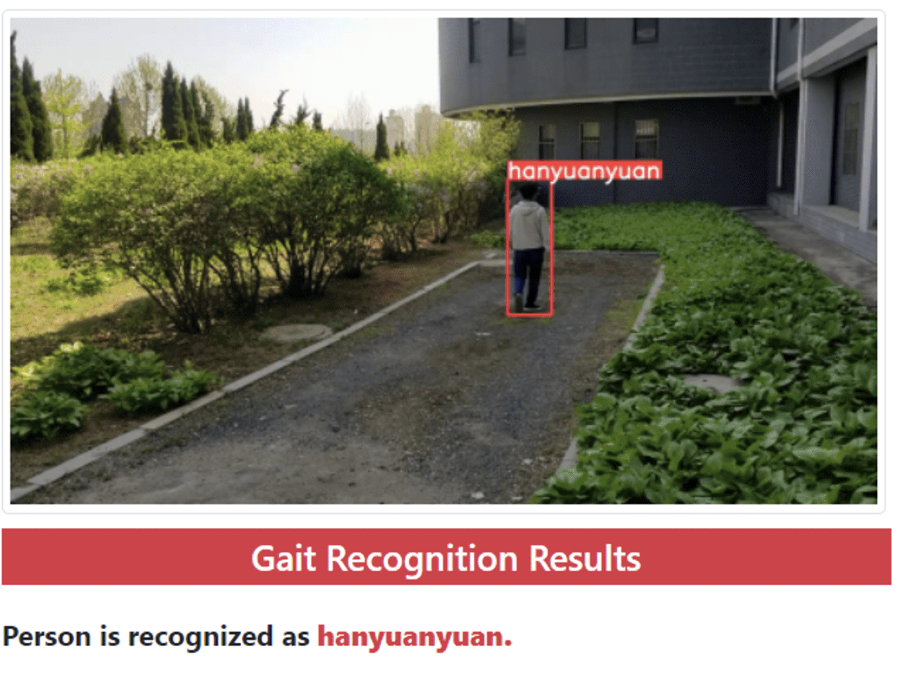 hanyuanyuan
Gait Recognition Results
Person is recognized as hanyuanyuan.